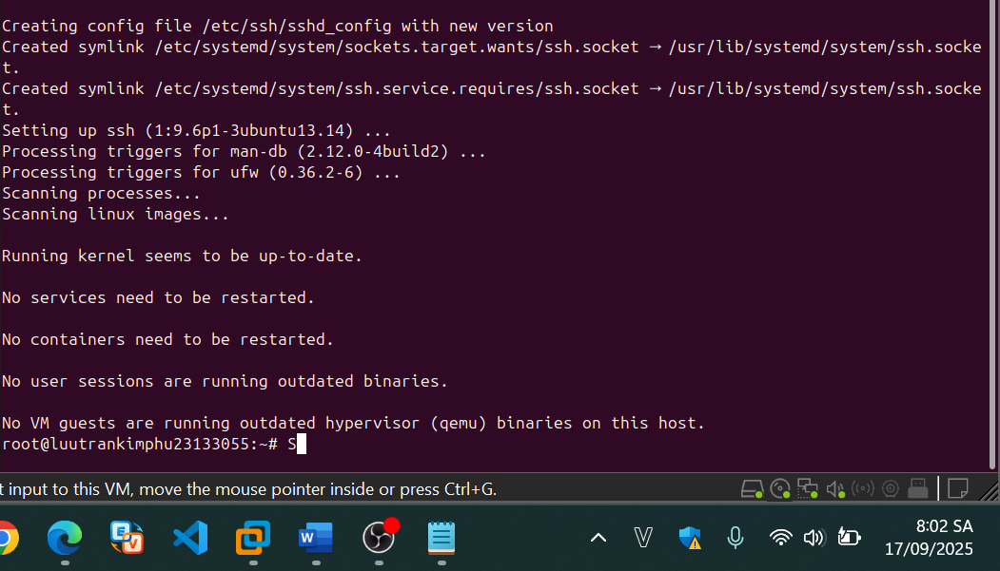 Creating config file /etc/ssh/sshd_config with new version
Created symlink /etc/systemd/system/sockets.target.wants/ssh.socket → /usr/lib/systemd/system/ssh.socke
t.
Created symlink /etc/systemd/system/ssh.service.requires/ssh.socket → /usr/lib/systemd/system/ssh.socke
t.
Setting up ssh (1:9.6p1-3ubuntu13.14) ...
Processing triggers for man-db (2.12.0-4build2) ...
Processing triggers for ufw (0.36.2-6) ...
Scanning processes...
Scanning linux images...
Running kernel seems to be up-to-date.
No services need to be restarted.
No containers need to be restarted.
No user sessions are running outdated binaries.
No VM guests are running outdated hypervisor (qemu) binaries on this host.
root@luutrankimphu23133055:~# S
t input to this VM, move the mouse pointer inside or press Ctrl+G.
8:02 SA
17/09/2025